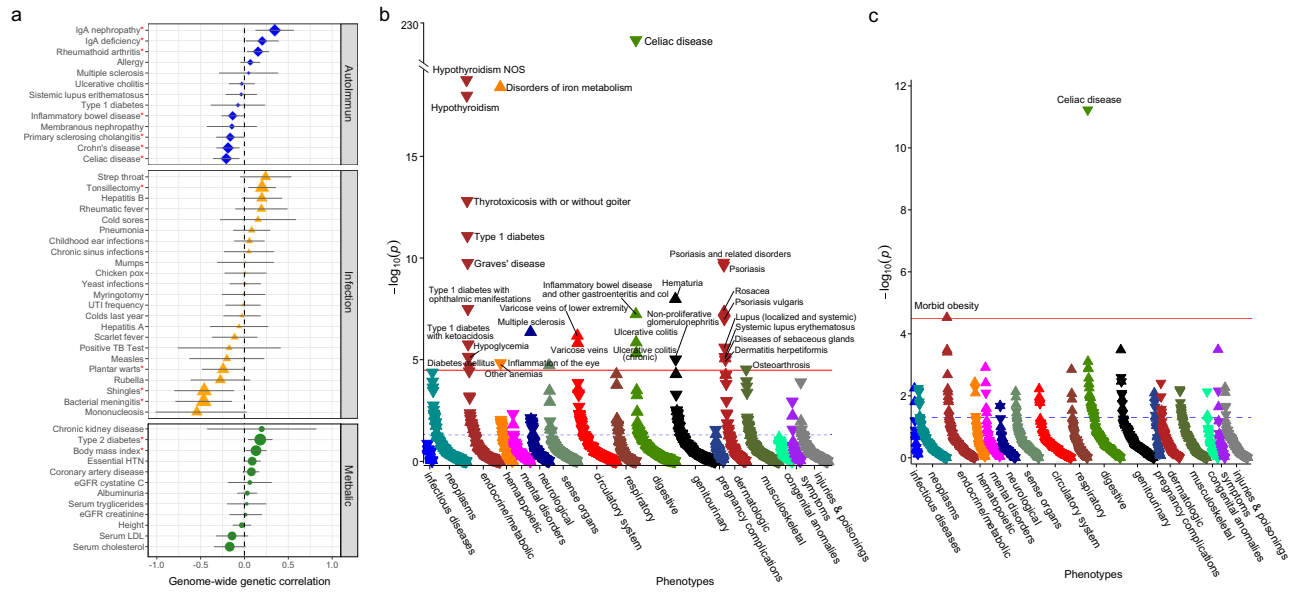 a
IgA nephropathy*
IgA deficiency*
Rheumatoid arthritis*
Allergy
Multiple sclerosis
Ulcerative cholitis
Sistemic lupus erithematosus
Type 1 diabetes
Inflammatory bowel disease*
Membranous nephropathy
Primary sclerosing cholangitis*
Crohn's disease*
Celiac disease*
AutoImmun
Strep throat
Tonsillectomy*
Hepatitis B
Rheumatic fever
Cold sores
Pneumonia
Childhood ear infections
Chronic sinus infections
Mumps
Chicken pox
Yeast infections
Myringotomy
UTI frequency
Colds last year
Hepatitis A
Scarlet fever
Positive TB Test
Measles
Plantar warts*
Rubella
Shingles*
Bacterial meningitis*
Mononucleosis
Infection
Chronic kidney disease
Type 2 diabetes*
Body mass index*
Essential HTN
Coronary artery disease
eGFR cystatine C
Albuminuria
Serum tryglicerides
eGFR creatinine
Height
Serum LDL
Serum cholesterol
Metbalic
-1.0 -0.5 0.0 0.5 1.0
Genome-wide genetic correlation
b
230
15
10
5
0
−log10(p)
Celiac disease
Hypothyroidism NOS
Disorders of iron metabolism
Hypothyroidism
Thyrotoxicosis with or without goiter
Type 1 diabetes
Graves' disease
Psoriasis and related disorders
Psoriasis
Type 1 diabetes with
ophthalmic manifestations
Inflammatory bowel disease
and other gastroenteritis and col
Hematuria
Rosacea
Varicose veins of lower extremity
Psoriasis vulgaris
Non-proliferative
glomerulonephritis
Multiple sclerosis
Lupus (localized and systemic)
Type 1 diabetes
with ketoacidosis
Ulcerative colitis
Systemic lupus erythematosus
Hypoglycemia
Varicose veins
Ulcerative colitis
(chronic)
Diseases of sebaceous glands
Dermatitis herpetiformis
Diabetes mellitus
Inflammation of the eye
Osteoarthrosis
Other anemias
infectious diseases
neoplasms
endocrine/metabolic
hematopoietic
mental disorders
neurological
sense organs
circulatory system
respiratory
digestive
genitourinary
pregnancy complications
dermatologic
musculoskeletal
congenital anomalies
symptoms
injuries & poisonings
Phenotypes
c
12
10
8
6
4
2
0
−log10(p)
Celiac disease
Morbid obesity
infectious diseases
neoplasms
endocrine/metabolic
hematopoietic
mental disorders
neurological
sense organs
circulatory system
respiratory
digestive
genitourinary
pregnancy complications
dermatologic
musculoskeletal
congenital anomalies
symptoms
injuries & poisonings
Phenotypes